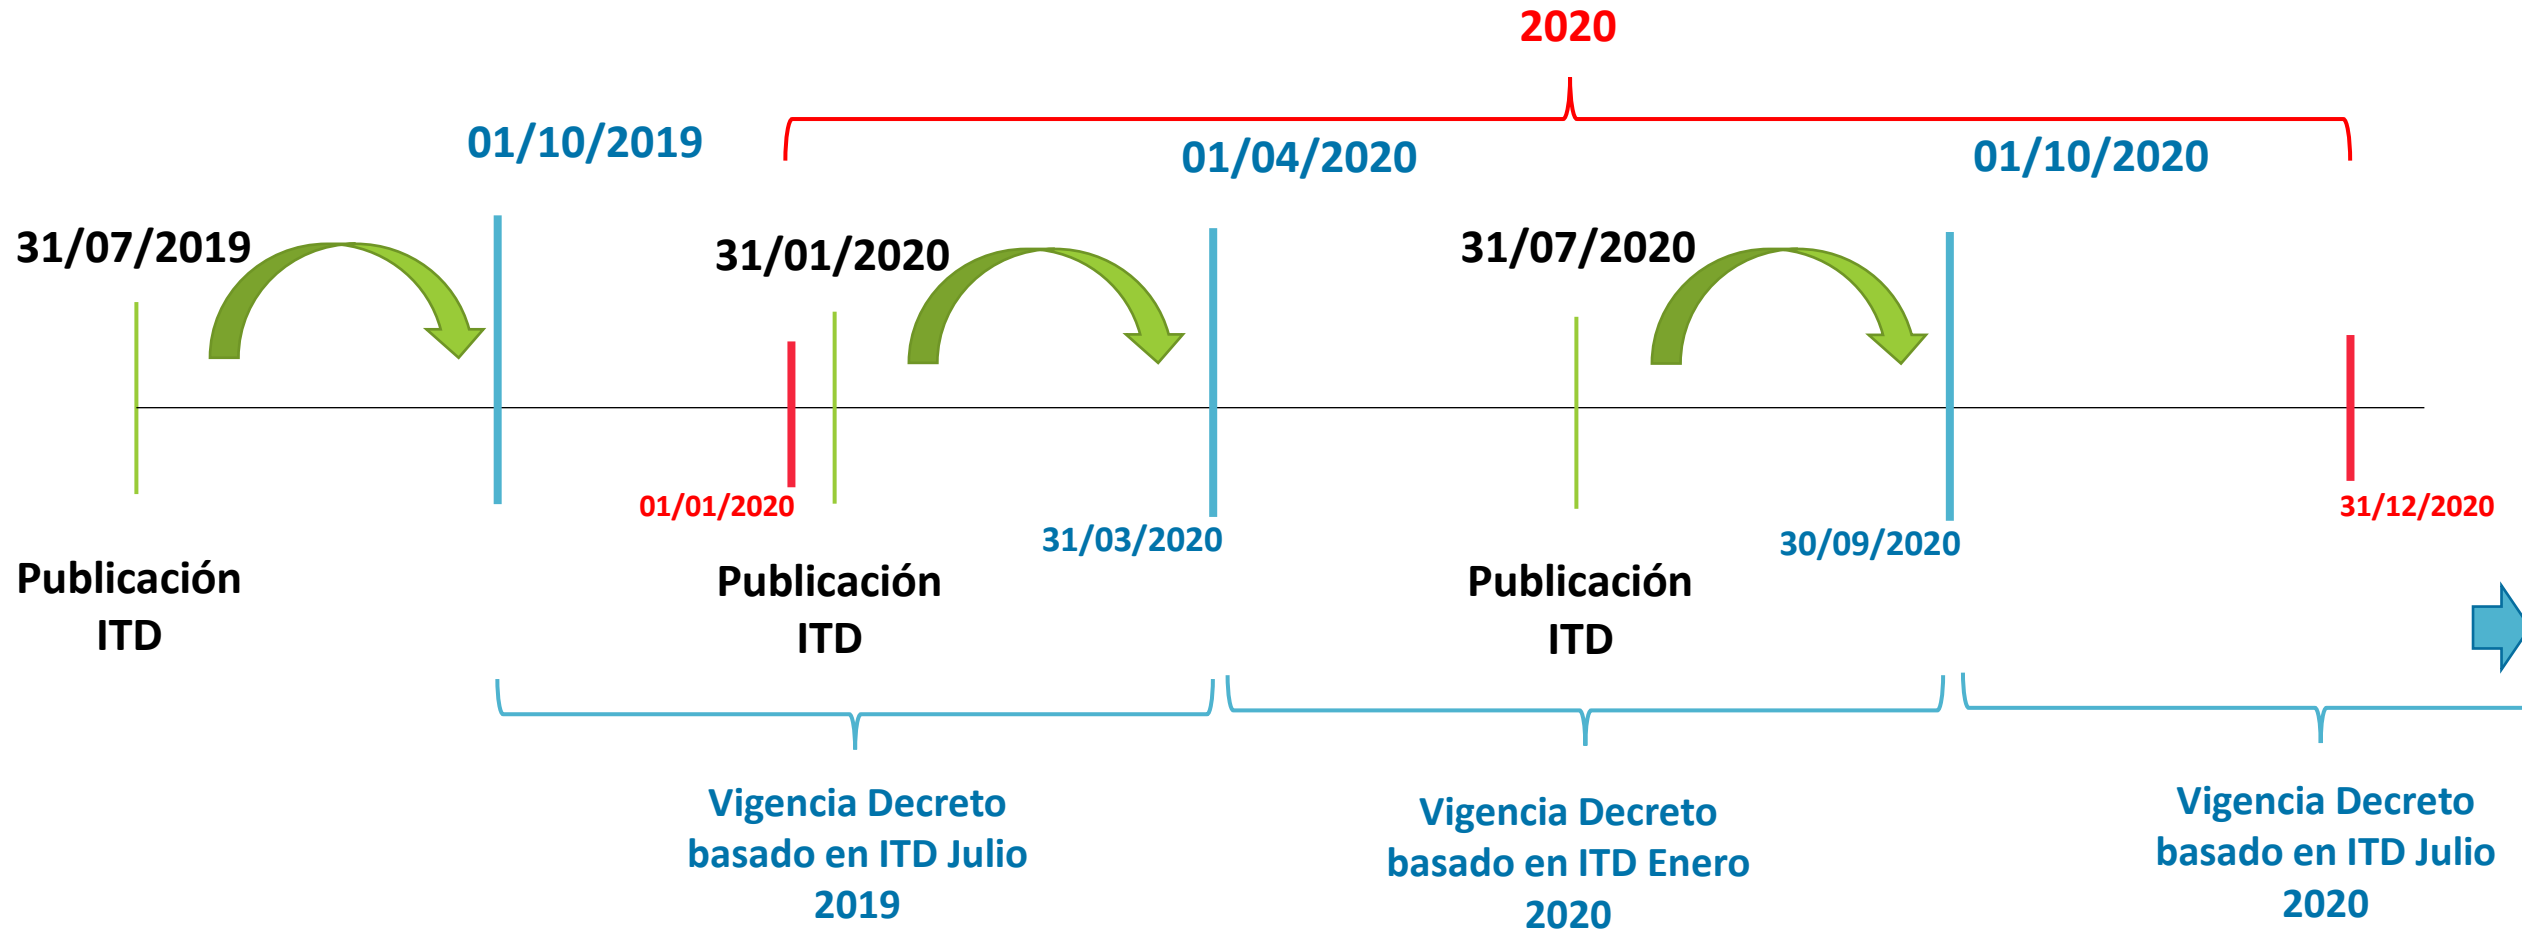 2020
01/10/2019
01/04/2020
01/10/2020
31/07/2019
31/01/2020
31/07/2020
01/01/2020
31/12/2020
31/03/2020
30/09/2020
Publicación
ITD
Publicación
ITD
Publicación
ITD
Vigencia Decreto
basado en ITD Julio
2019
Vigencia Decreto
basado en ITD Enero
2020
Vigencia Decreto
basado en ITD Julio
2020